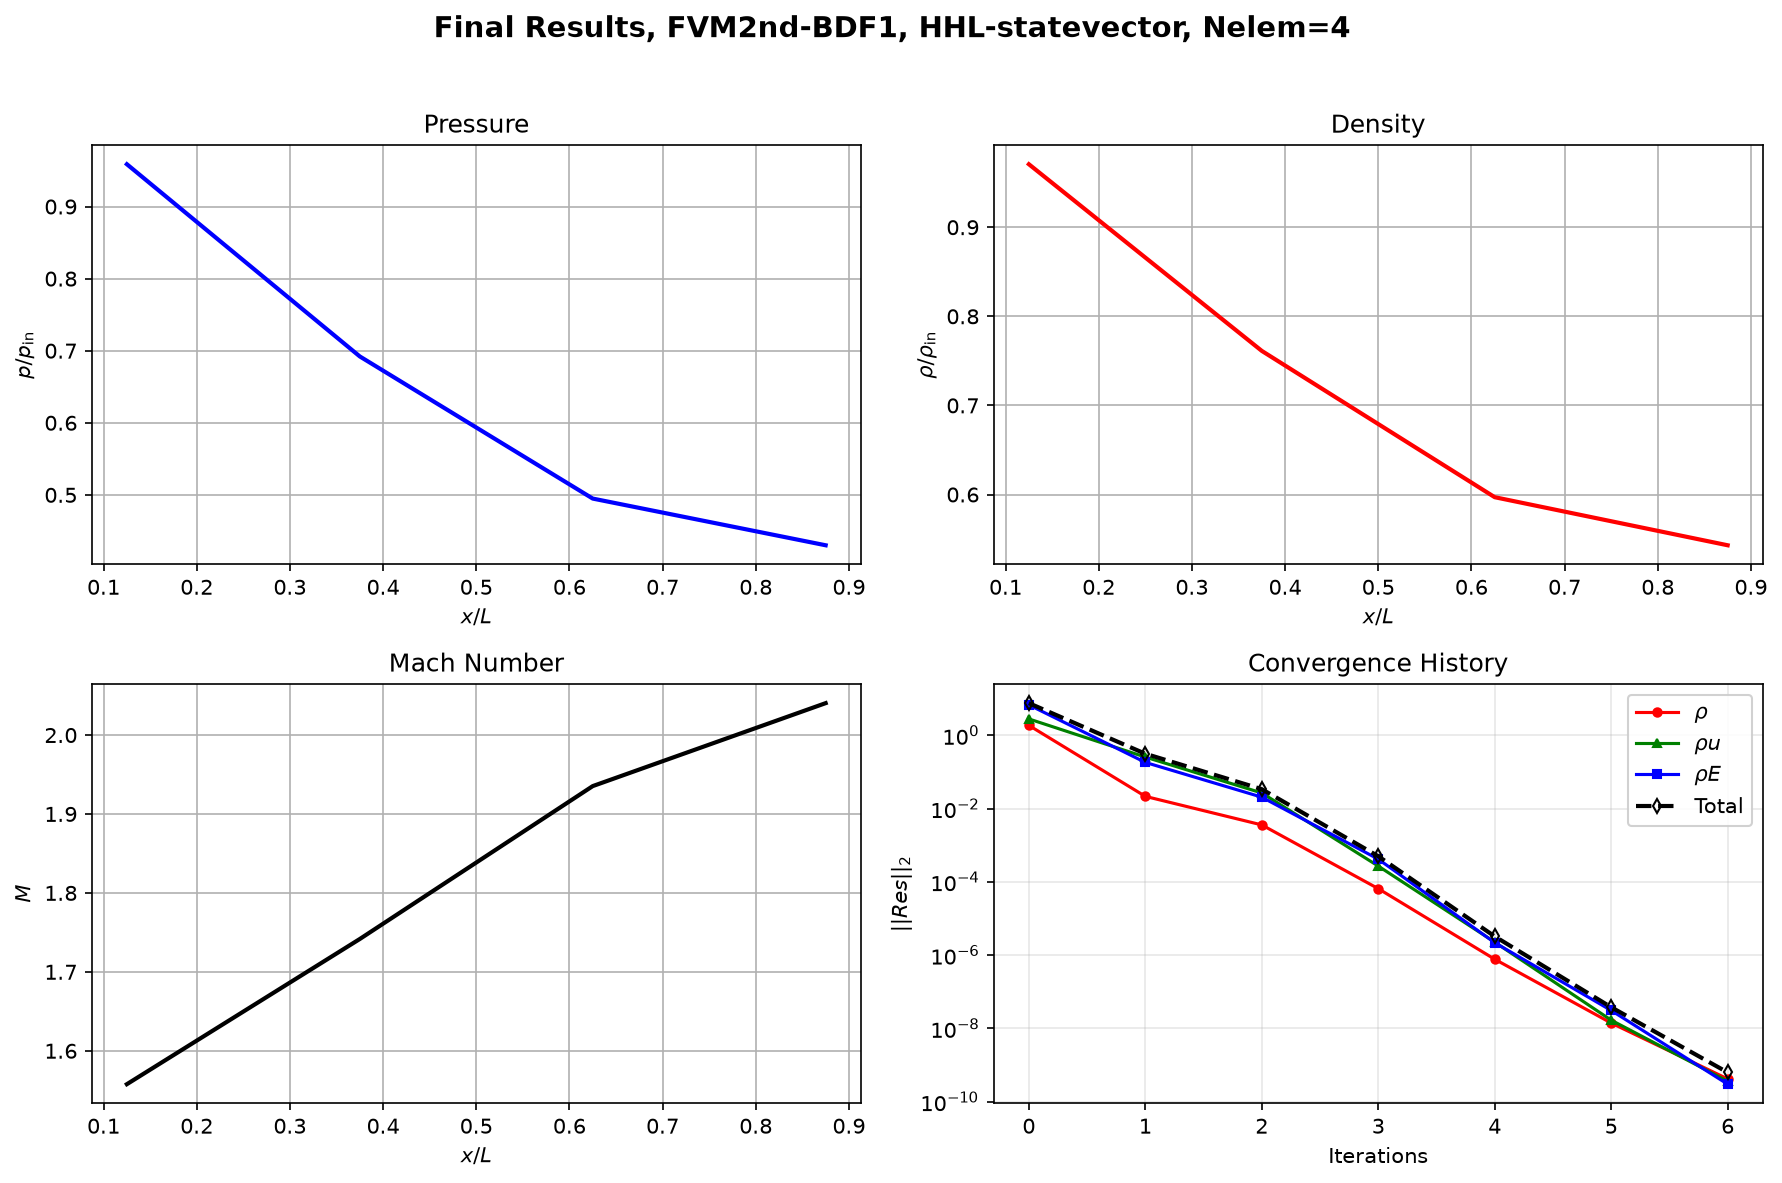 Final Results, FVM2nd-BDF1, HHL-statevector, Nelem=4
Pressure
p/p_in
0.9
0.8
0.7
0.6
0.5
0.1 0.2 0.3 0.4 0.5 0.6 0.7 0.8 0.9
x/L
Density
ρ/ρ_in
0.9
0.8
0.7
0.6
0.1 0.2 0.3 0.4 0.5 0.6 0.7 0.8 0.9
x/L
Mach Number
M
2.0
1.9
1.8
1.7
1.6
0.1 0.2 0.3 0.4 0.5 0.6 0.7 0.8 0.9
x/L
Convergence History
||Res||₂
10⁰
10⁻²
10⁻⁴
10⁻⁶
10⁻⁸
10⁻¹⁰
ρ
ρu
ρE
Total
0 1 2 3 4 5 6
Iterations